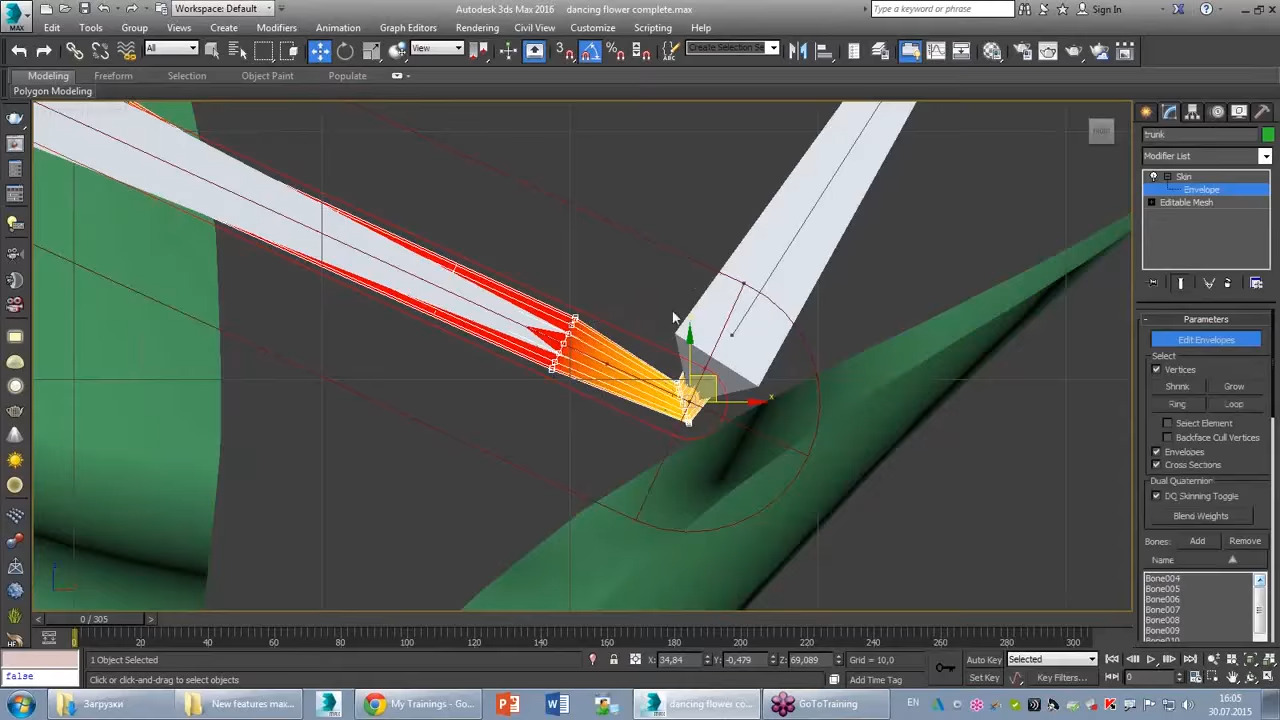 Workspace: Default
Autodesk 3ds Max 2016
dancing flower complete.max
Type a keyword or phrase
Sign In
MAX
Edit
Tools
Group
Views
Create
Modifiers
Animation
Graph Editors
Rendering
Civil View
Customize
Scripting
Help
All
View
3
Create Selection Se
Modeling
Freeform
Selection
Object Paint
Populate
Polygon Modeling
FRONT
x
trunk
Modifier List
Skin
Envelope
Editable Mesh
Parameters
Edit Envelopes
Select
Vertices
Shrink
Grow
Ring
Loop
Select Element
Backface Cull Vertices
Envelopes
Cross Sections
Dual Quaternion
DQ Skinning Toggle
Blend Weights
Bones:
Add
Remove
Name
Bone004
Bone005
Bone006
Bone007
Bone008
Bone009
0 / 305
0
20
40
60
80
100
120
140
160
180
200
220
240
260
280
300
false
1 Object Selected
Click or click-and-drag to select objects
X: 34,84
Y: -0,479
Z: 69,089
Grid = 10,0
Add Time Tag
Auto Key
Selected
Set Key
Key Filters...
0
Загрузки
New features max...
My Trainings - Go...
dancing flower co...
GoToTraining
EN
16:05
30.07.2015